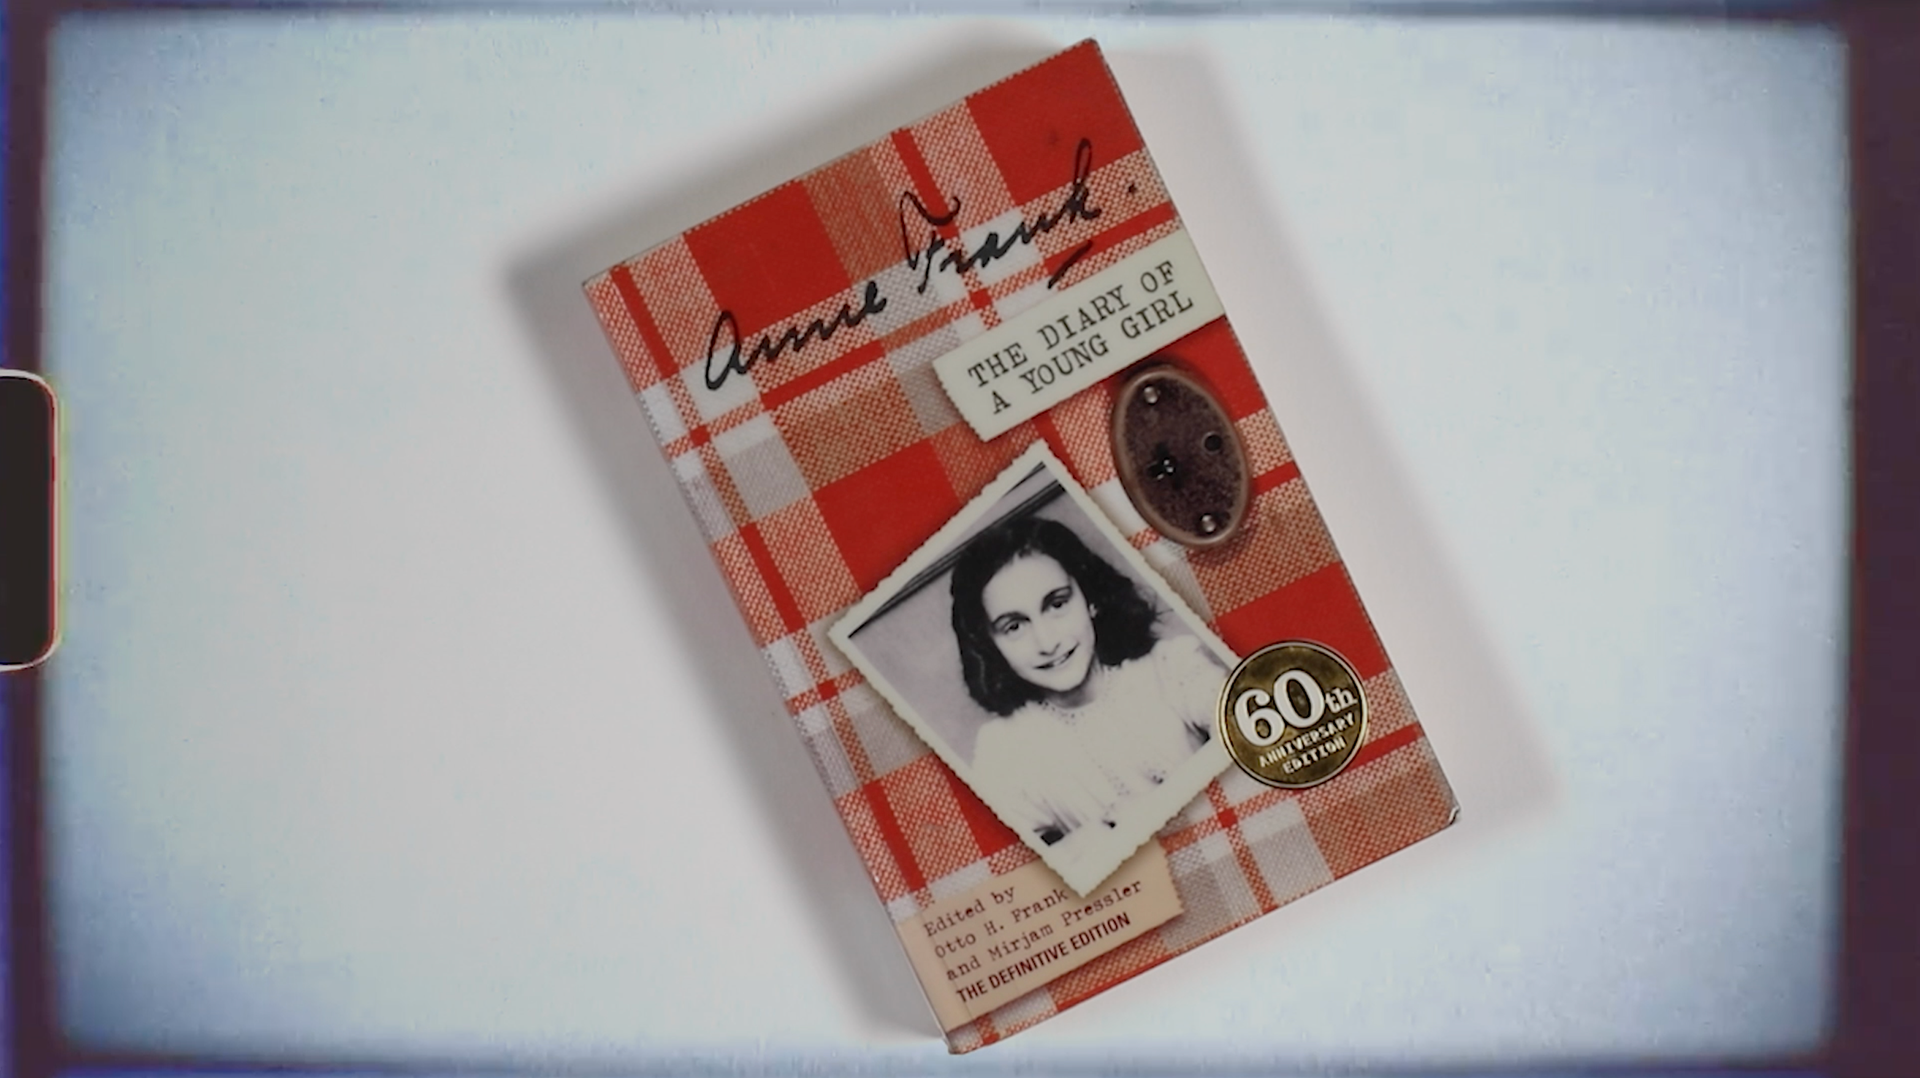 Anne Frank.
THE DIARY OF
A YOUNG GIRL
60th
ANNIVERSARY
EDITION
Edited by
Otto H. Frank
and Mirjam Pressler
THE DEFINITIVE EDITION